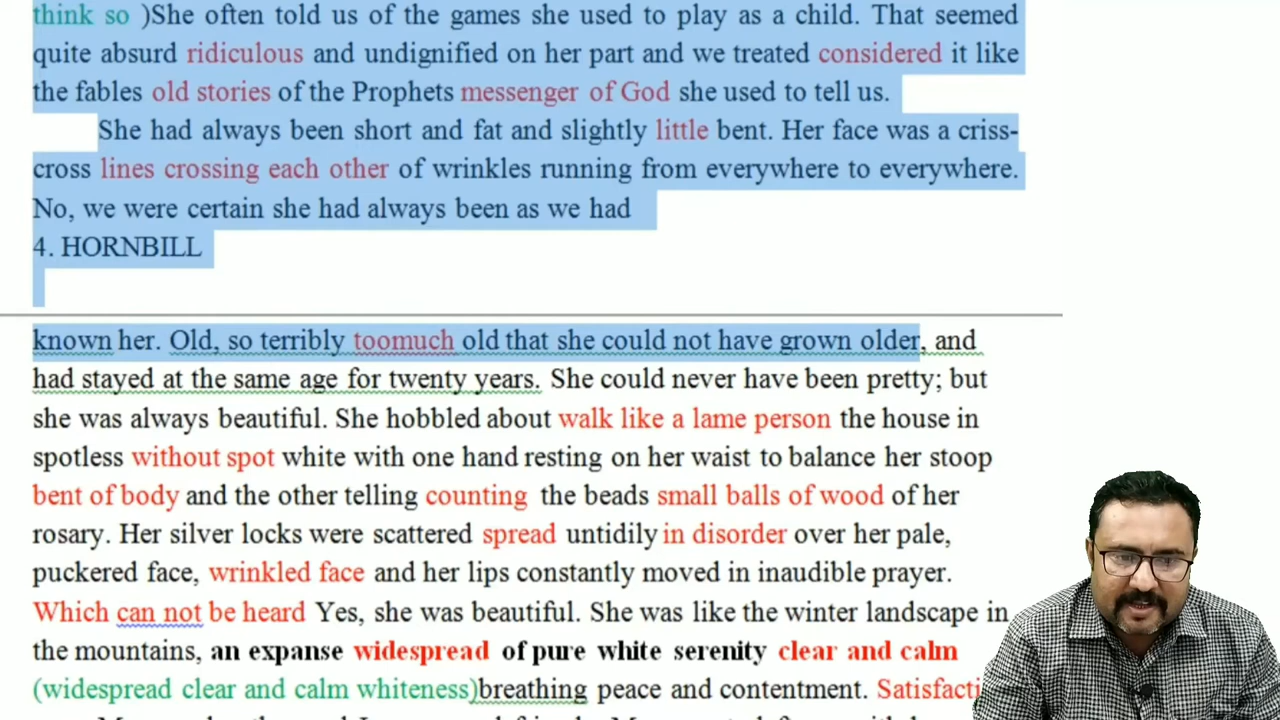 think so )She often told us of the games she used to play as a child. That seemed
quite absurd ridiculous and undignified on her part and we treated considered it like
the fables old stories of the Prophets messenger of God she used to tell us.
She had always been short and fat and slightly little bent. Her face was a criss-
cross lines crossing each other of wrinkles running from everywhere to everywhere.
No, we were certain she had always been as we had
4. HORNBILL
known her. Old, so terribly toomuch old that she could not have grown older, and
had stayed at the same age for twenty years. She could never have been pretty; but
she was always beautiful. She hobbled about walk like a lame person the house in
spotless without spot white with one hand resting on her waist to balance her stoop
bent of body and the other telling counting the beads small balls of wood of her
rosary. Her silver locks were scattered spread untidily in disorder over her pale,
puckered face, wrinkled face and her lips constantly moved in inaudible prayer.
Which can not be heard Yes, she was beautiful. She was like the winter landscape in
the mountains, an expanse widespread of pure white serenity clear and calm
(widespread clear and calm whiteness)breathing peace and contentment. Satisfacti